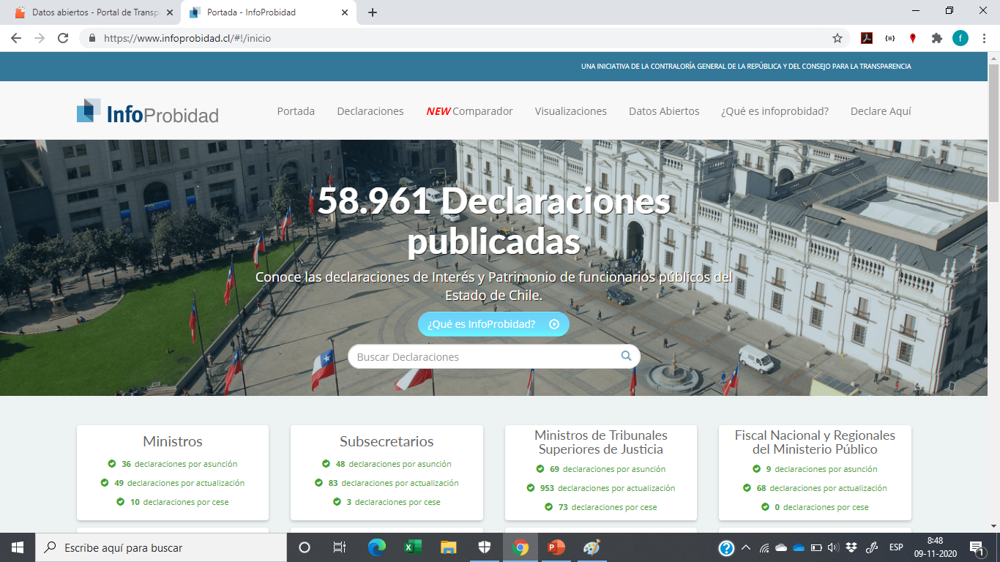 Datos abiertos - Portal de Transp
Portada - InfoProbidad
https://www.infoprobidad.cl/#!/inicio
f
UNA INICIATIVA DE LA CONTRALORÍA GENERAL DE LA REPÚBLICA Y DEL CONSEJO PARA LA TRANSPARENCIA
InfoProbidad
Portada
Declaraciones
NEW Comparador
Visualizaciones
Datos Abiertos
¿Qué es infoprobidad?
Declare Aquí
58.961 Declaraciones
publicadas
Conoce las declaraciones de Interés y Patrimonio de funcionarios públicos del
Estado de Chile.
¿Qué es InfoProbidad?
Buscar Declaraciones
Ministros
36 declaraciones por asunción
49 declaraciones por actualización
10 declaraciones por cese
Subsecretarios
48 declaraciones por asunción
83 declaraciones por actualización
3 declaraciones por cese
Ministros de Tribunales
Superiores de Justicia
69 declaraciones por asunción
953 declaraciones por actualización
73 declaraciones por cese
Fiscal Nacional y Regionales
del Ministerio Público
9 declaraciones por asunción
68 declaraciones por actualización
0 declaraciones por cese
Escribe aquí para buscar
ESP
8:48
09-11-2020
1